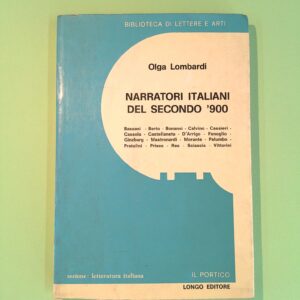 BIBLIOTECA DI LETTERE E ARTI
Olga Lombardi
NARRATORI ITALIANI
DEL SECONDO '900
Bassani - Berto - Bonanni - Calvino - Cassieri
Cassola - Castellaneta - D'Arrigo - Fenoglio
Ginzburg - Mastronardi - Morante - Palumbo
Pratolini - Prisco - Rea - Sciascia - Vittorini
sezione: letteratura italiana
IL PORTICO
LONGO EDITORE